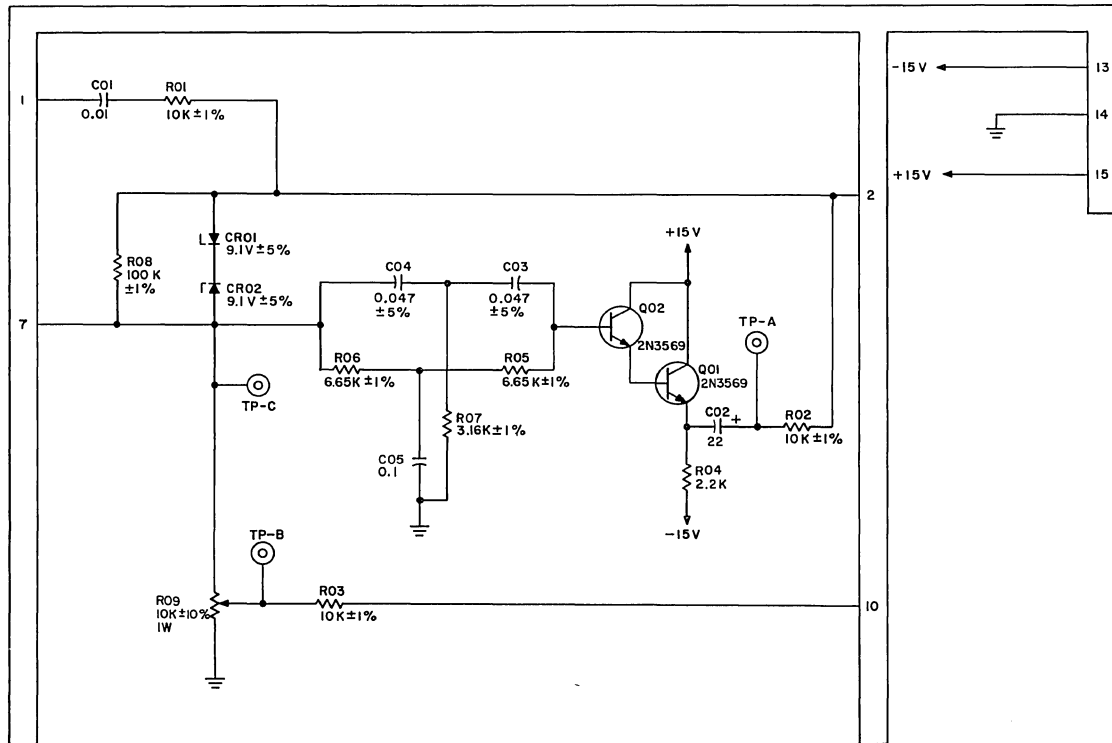 -15V
13
1
C01
0.01
R01
10K ±1%
14
+15V
15
2
CR01
9.1V ±5%
R08
100K
±1%
CR02
9.1V ±5%
+15V
C04
0.047
±5%
C03
0.047
±5%
Q02
2N3569
TP-A
7
R06
6.65K ±1%
R05
6.65K ±1%
Q01
2N3569
TP-C
C02
+
22
R02
10K ±1%
R07
3.16K ±1%
C05
0.1
R04
2.2K
-15V
TP-B
R09
10K ±10%
1W
R03
10K ±1%
10